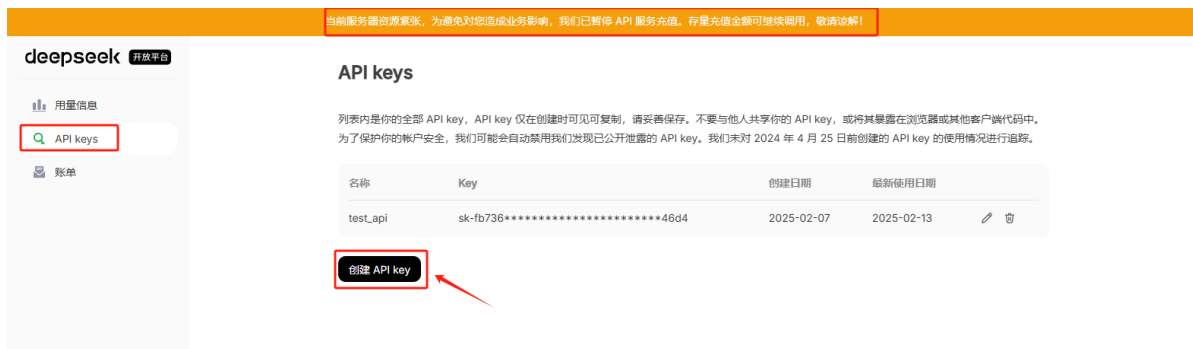 当前服务器资源紧张，为避免对您造成业务影响，我们已暂停 API 服务充值。存量充值金额可继续调用，敬请谅解！
deepseek 开放平台
用量信息
API keys
账单
API keys
列表内是你的全部 API key，API key 仅在创建时可见可复制，请妥善保存。不要与他人共享你的 API key，或将其暴露在浏览器或其他客户端代码中。
为了保护你的帐户安全，我们可能会自动禁用我们发现已公开泄露的 API key。我们未对 2024 年 4 月 25 日前创建的 API key 的使用情况进行追踪。
名称 Key 创建日期 最新使用日期
test_api sk-fb736***********************46d4 2025-02-07 2025-02-13
创建 API key